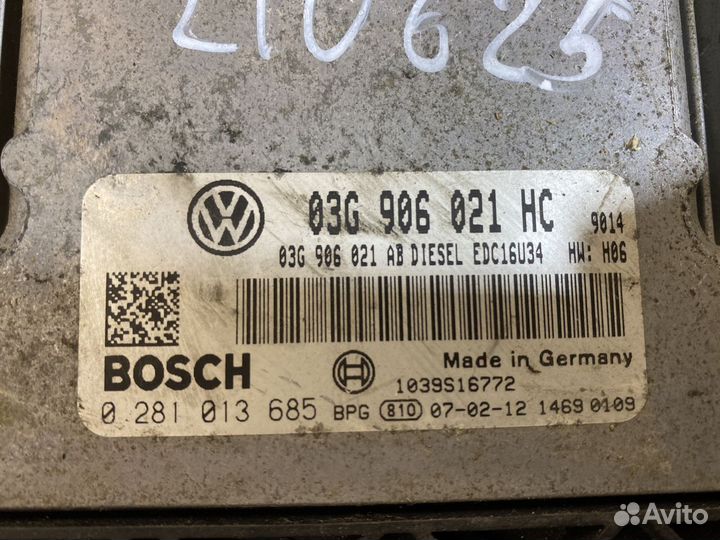 210625
03G 906 021 HC 9014
03G 906 021 AB DIESEL EDC16U34 HW: H06
BOSCH
Made in Germany
1039S16772
0 281 013 685 BPG 810 07-02-12 1469 0109
Avito